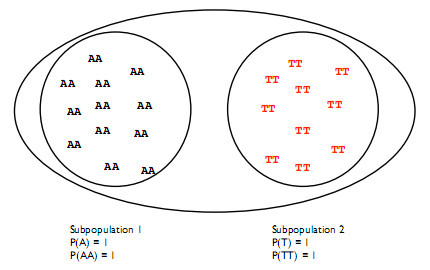 AA
AA
AA AA
AA AA
AA
AA AA
AA
AA AA
TT
TT
TT
TT
TT
TT
TT
TT
TT
TT
Subpopulation 1
P(A) = 1
P(AA) = 1
Subpopulation 2
P(T) = 1
P(TT) = 1